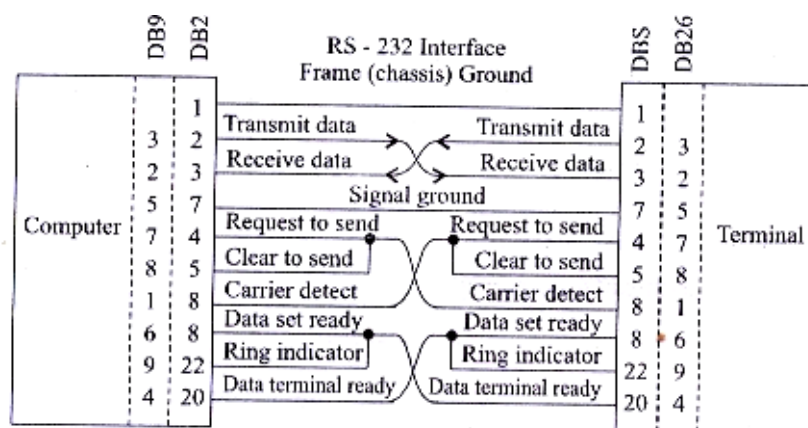 DB9 DB2
RS - 232 Interface
Frame (chassis) Ground
DBS DB26
1 1
3 2 Transmit data Transmit data 2 3
2 3 Receive data Receive data 3 2
5 7 Signal ground 7 5
Computer
Terminal
7 4 Request to send Request to send 4 7
8 5 Clear to send Clear to send 5 8
1 8 Carrier detect Carrier detect 8 1
6 8 Data set ready Data set ready 8 6
9 22 Ring indicator Ring indicator 22 9
4 20 Data terminal ready Data terminal ready 20 4